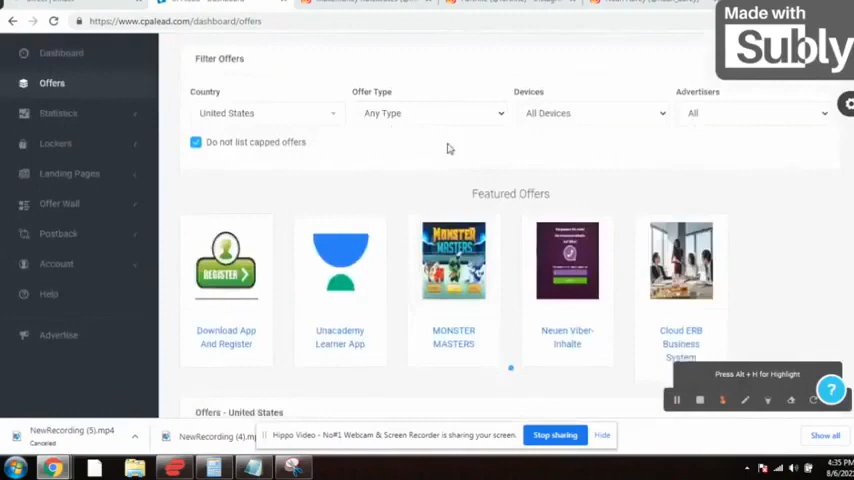 Made with
Subly
https://www.cpalead.com/dashboard/offers
Dashboard
Filter Offers
Offers
Country
Offer Type
Devices
Advertisers
Statistics
United States
Any Type
All Devices
All
Lockers
Do not list capped offers
Landing Pages
Offer Wall
Featured Offers
Postback
Account
Help
REGISTER
MONSTER
MASTERS
Advertise
Download App
And Register
Unacademy
Learner App
MONSTER
MASTERS
Neuen Viber-
Inhalte
Cloud ERB
Business
System
Press Alt + H for Highlight
?
Offers - United States
NewRecording (5).mp4
Canceled
NewRecording (4).mp
Hippo Video - No#1 Webcam & Screen Recorder is sharing your screen.
Stop sharing
Hide
Show all
4:35 PM
8/6/202